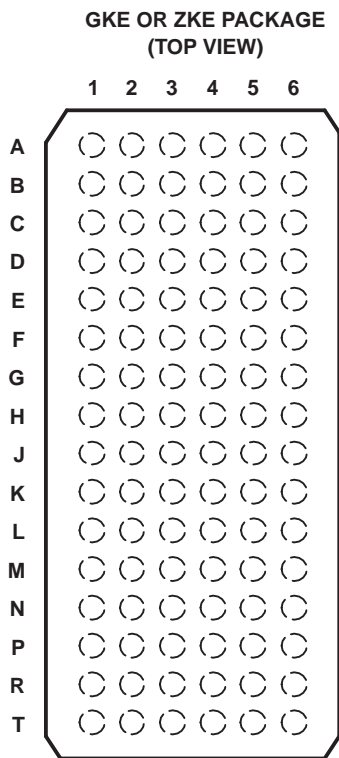 GKE OR ZKE PACKAGE
(TOP VIEW)
1 2 3 4 5 6
A
B
C
D
E
F
G
H
J
K
L
M
N
P
R
T